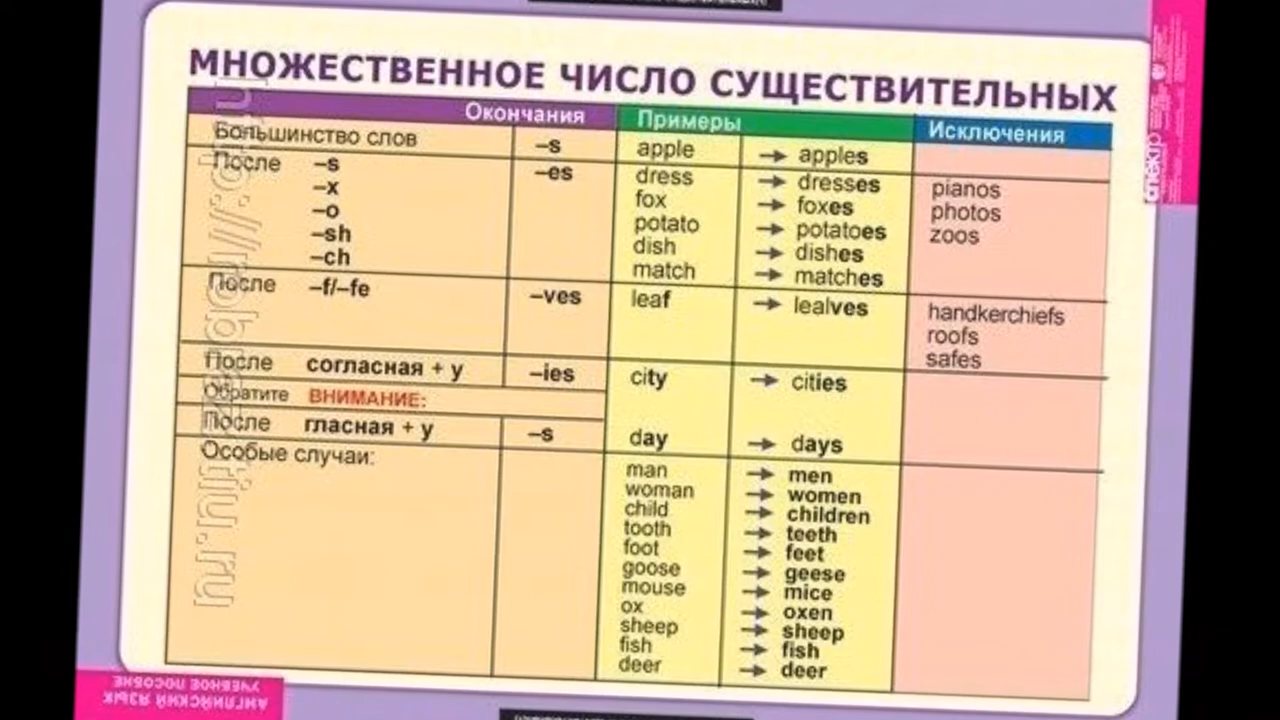 МНОЖЕСТВЕННОЕ ЧИСЛО СУЩЕСТВИТЕЛЬНЫХ
Окончания Примеры Исключения
Большинство слов –s apple → apples
После –s –es dress → dresses pianos
–x fox → foxes photos
–o potato → potatoes zoos
–sh dish → dishes
–ch match → matches
После –f/–fe –ves leaf → lealves handkerchiefs
roofs
safes
После согласная + y –ies city → cities
Обратите ВНИМАНИЕ:
После гласная + y –s day → days
Особые случаи: man → men
woman → women
child → children
tooth → teeth
foot → feet
goose → geese
mouse → mice
ox → oxen
sheep → sheep
fish → fish
deer → deer
АНГЛИЙСКИЙ ЯЗЫК
УЧЕБНОЕ ПОСОБИЕ
спектр